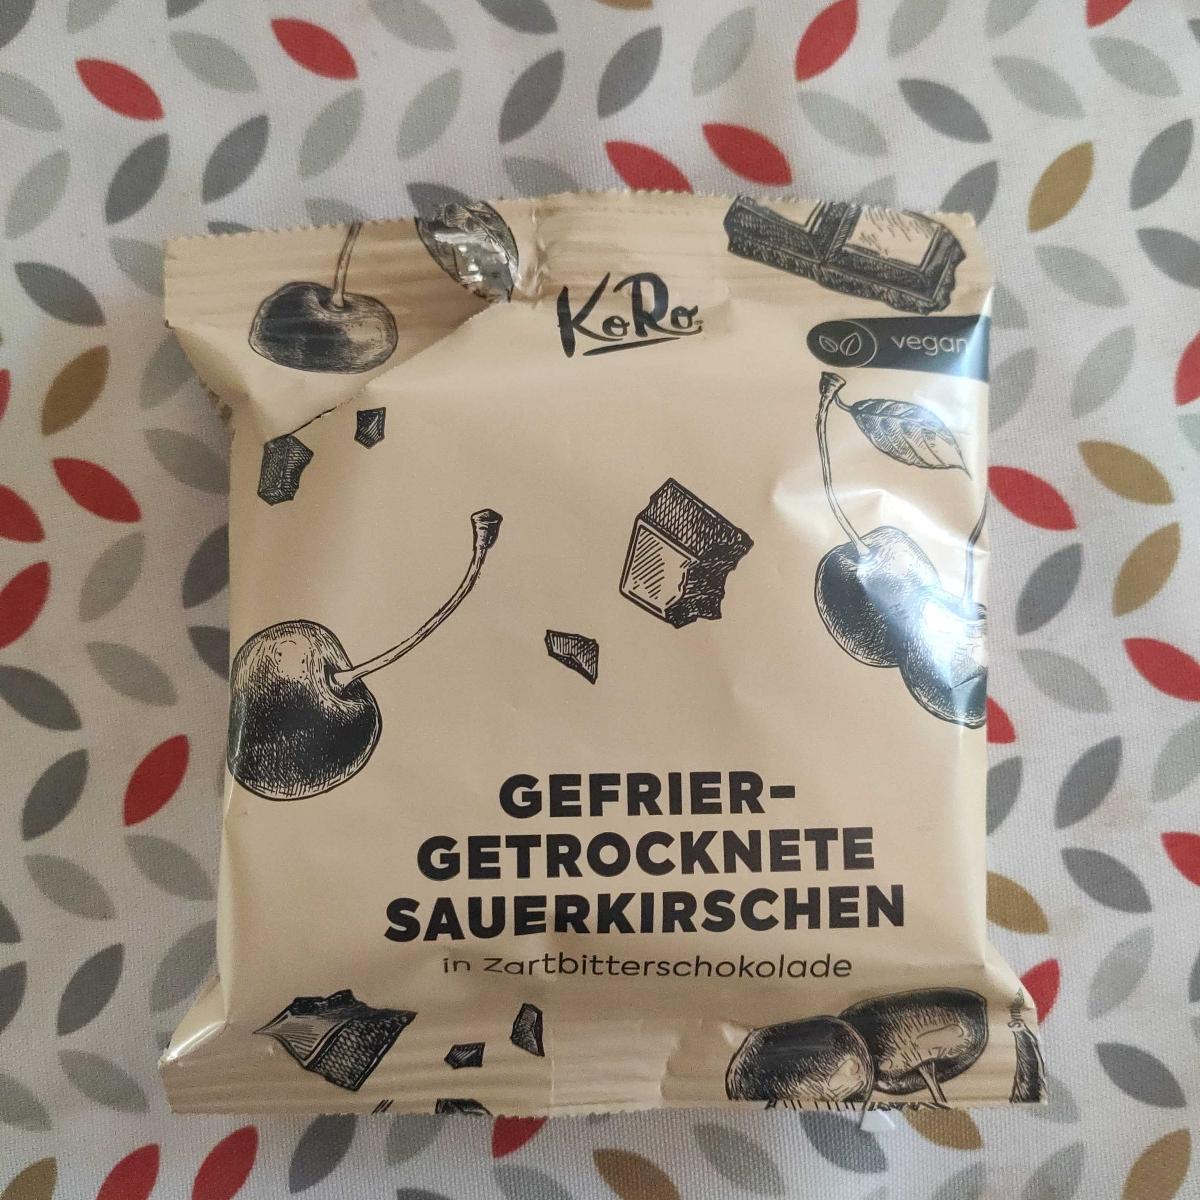 KoRo
vegan
GEFRIER-
GETROCKNETE
SAUERKIRSCHEN
in Zartbitterschokolade